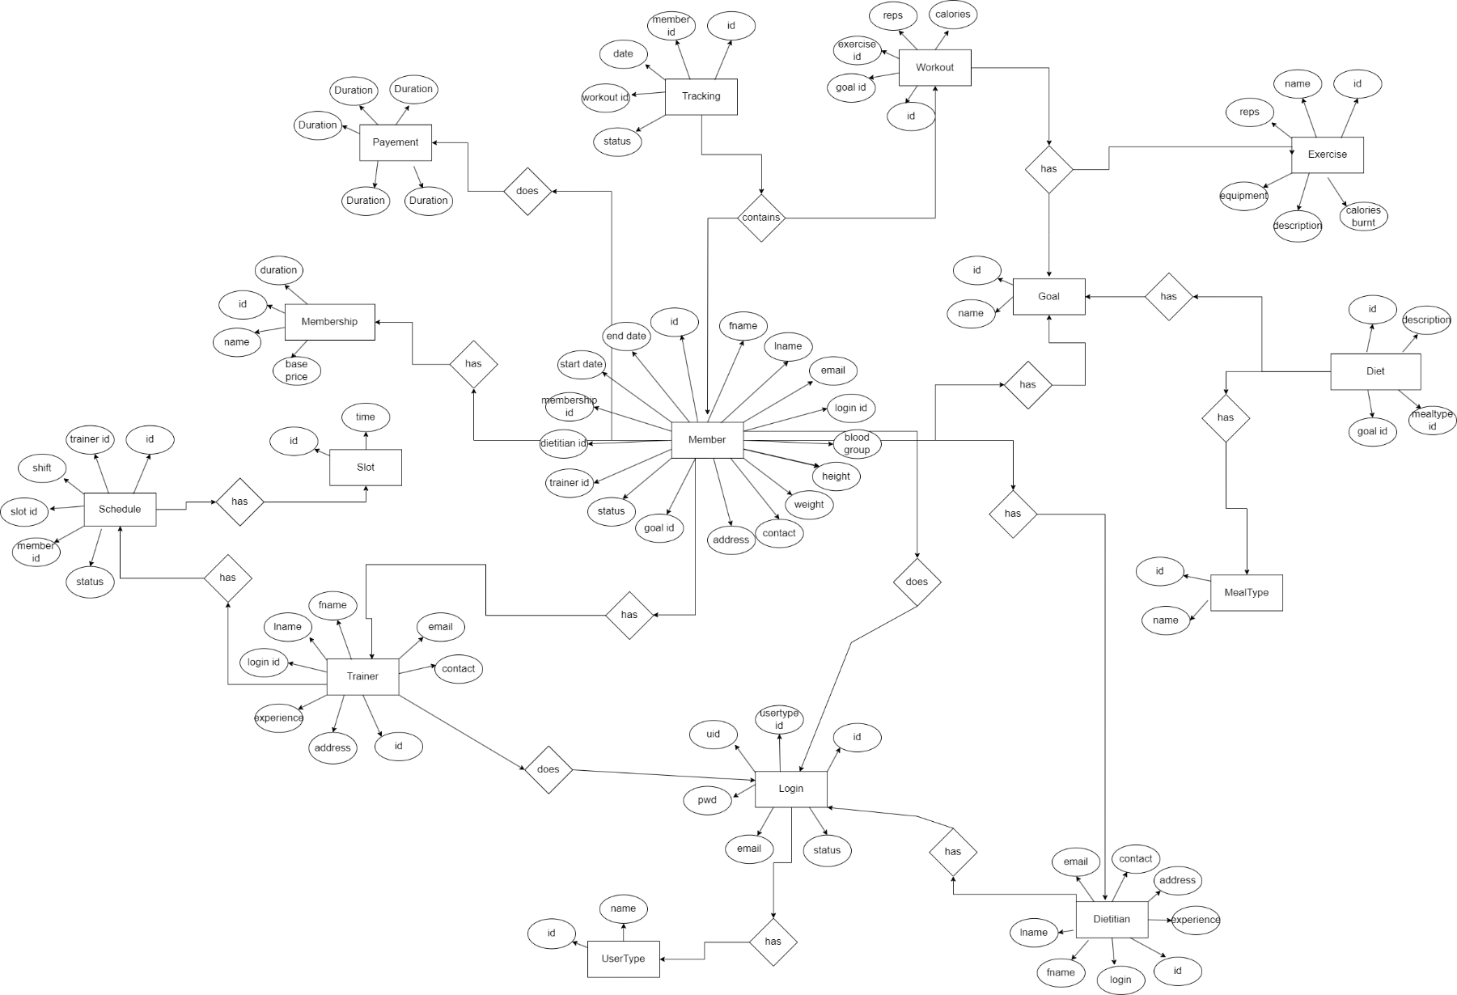 member
id
id
date
workout id
Tracking
status
reps
calories
exercise
id
Workout
goal id
id
name
id
reps
Exercise
equipment
description
calories
burnt
has
Duration
Duration
Duration
Payement
Duration
Duration
does
contains
duration
id
Membership
name
base
price
has
id
Goal
name
has
id
description
Diet
goal id
mealtype
id
has
has
end date
id
fname
lname
start date
email
membership
id
login id
dietitian id
Member
blood
group
trainer id
height
status
weight
goal id
address
contact
time
id
Slot
trainer id
id
shift
slot id
Schedule
has
member
id
status
has
has
does
has
id
MealType
name
fname
lname
email
login id
Trainer
contact
experience
address
id
does
usertype
id
uid
id
Login
pwd
email
status
has
email
contact
address
Dietitian
experience
lname
fname
login
id
name
id
UserType
has